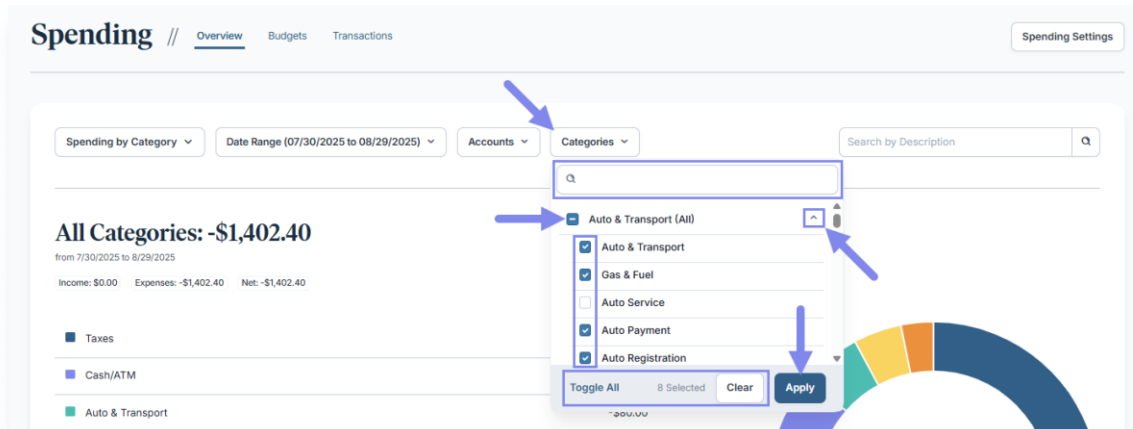 Spending // Overview Budgets Transactions Spending Settings
Spending by Category Date Range (07/30/2025 to 08/29/2025) Accounts Categories Search by Description
Auto & Transport (All)
Auto & Transport
Gas & Fuel
Auto Service
Auto Payment
Auto Registration
Toggle All 8 Selected Clear Apply
All Categories: -$1,402.40
from 7/30/2025 to 8/29/2025
Income: $0.00 Expenses: -$1,402.40 Net: -$1,402.40
Taxes
Cash/ATM
Auto & Transport -$80.00